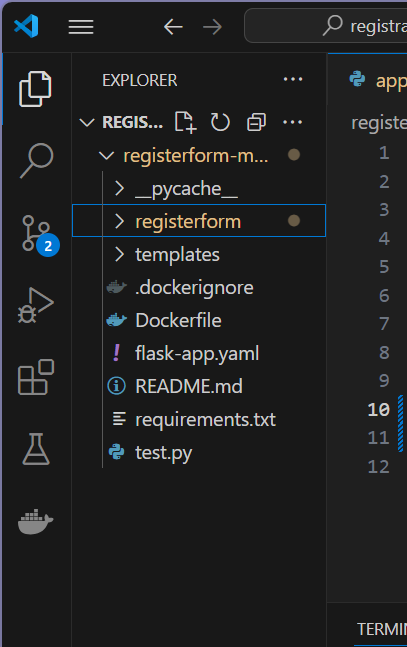 registra
EXPLORER ...
app
REGIS... ...
registe
registerform-m...
__pycache__
registerform
templates
.dockerignore
Dockerfile
! flask-app.yaml
README.md
requirements.txt
test.py
2
1
2
3
4
5
6
7
8
9
10
11
12
TERMIN